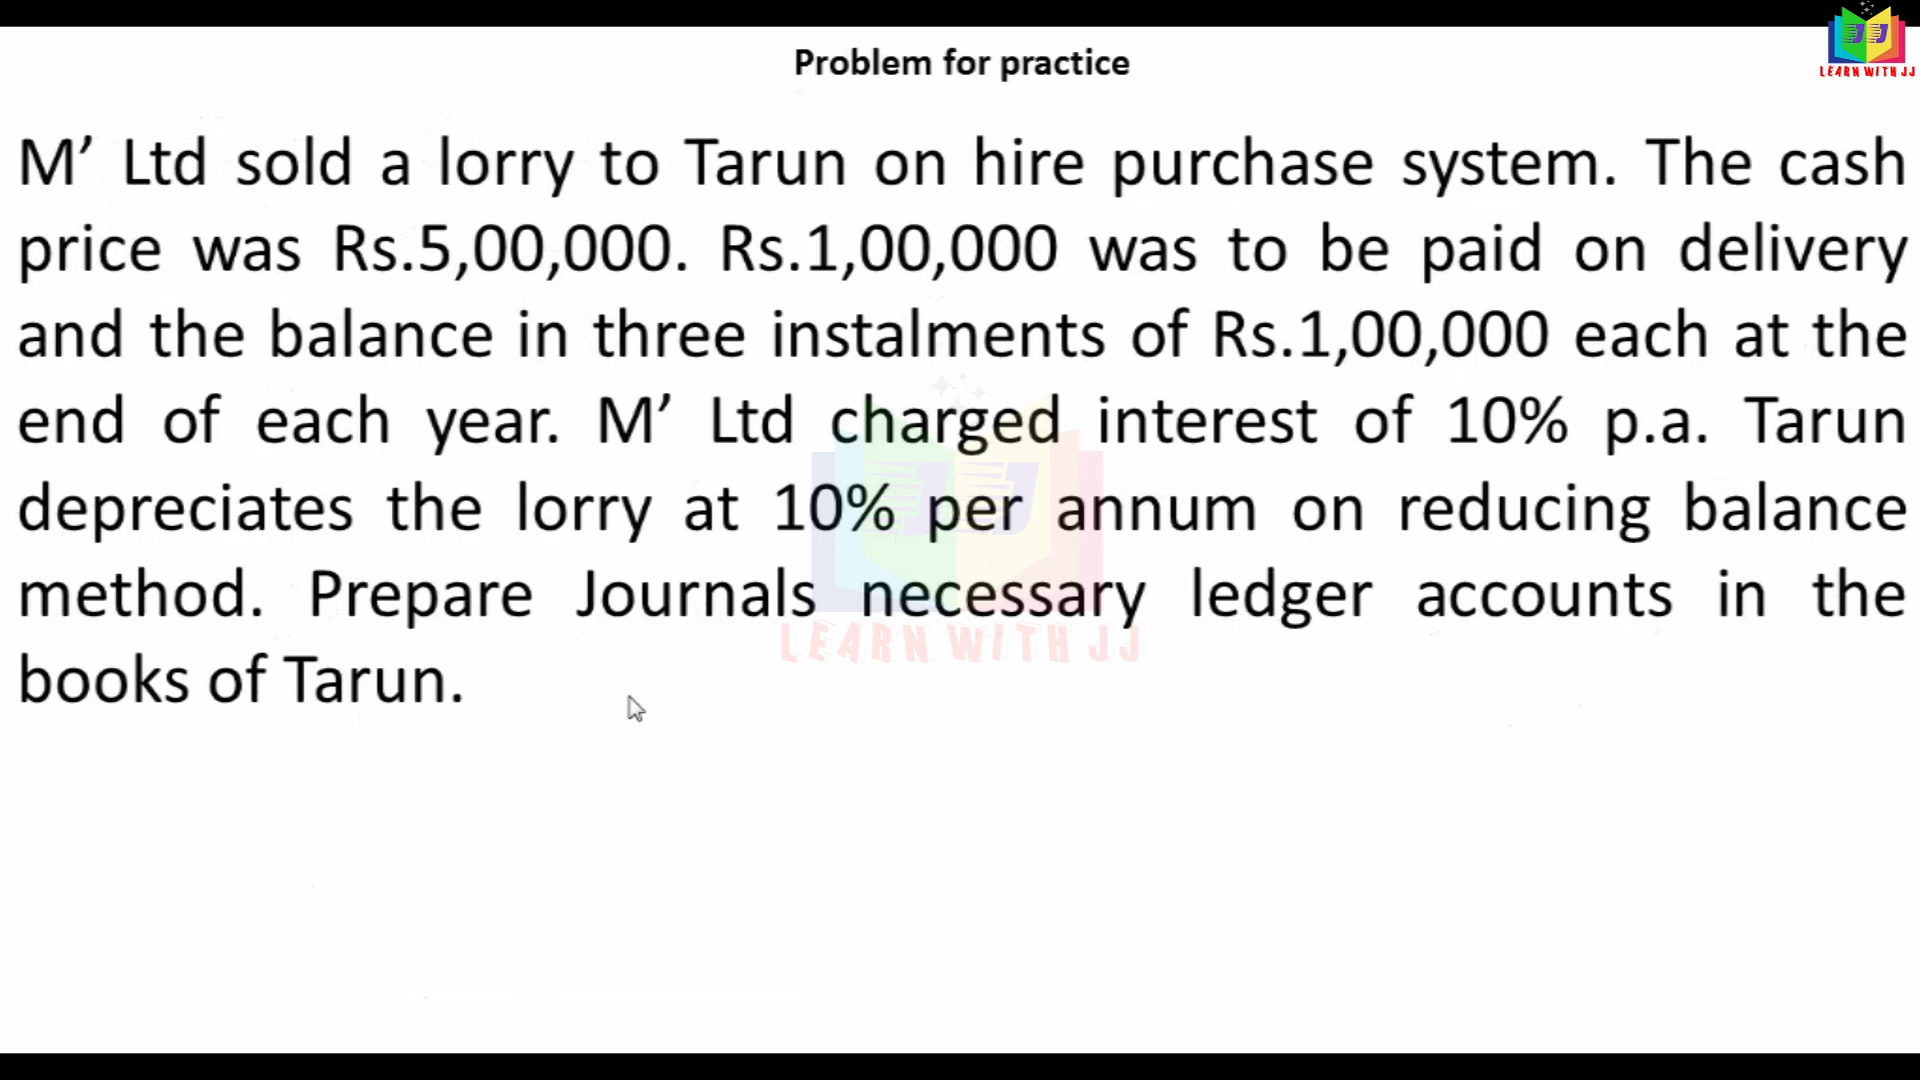 LEARN WITH JJ
Problem for practice
M’ Ltd sold a lorry to Tarun on hire purchase system. The cash
price was Rs.5,00,000. Rs.1,00,000 was to be paid on delivery
and the balance in three instalments of Rs.1,00,000 each at the
end of each year. M’ Ltd charged interest of 10% p.a. Tarun
depreciates the lorry at 10% per annum on reducing balance
method. Prepare Journals necessary ledger accounts in the
LEARN WITH JJ
books of Tarun.